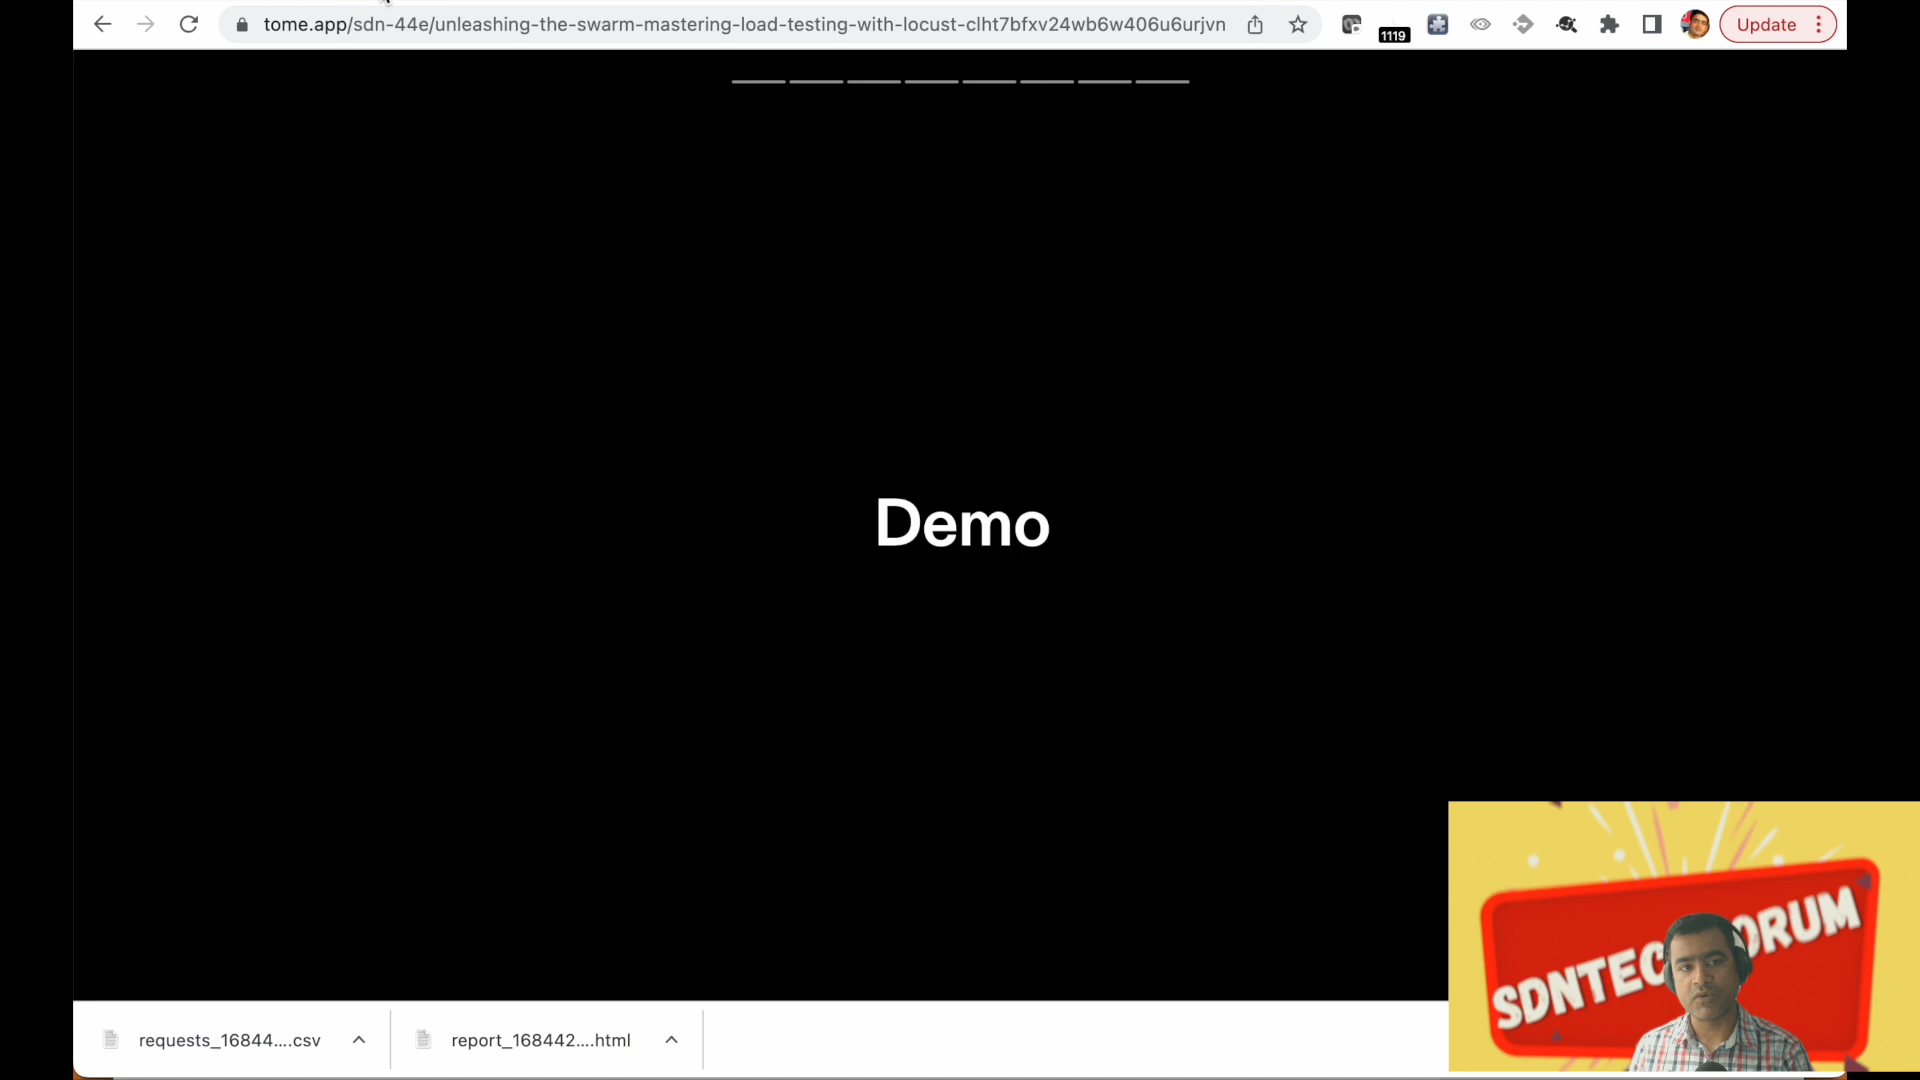 tome.app/sdn-44e/unleashing-the-swarm-mastering-load-testing-with-locust-clht7bfxv24wb6w406u6urjvn
1119
Update
Demo
SDNTEC ORUM
requests_16844....csv
report_168442....html